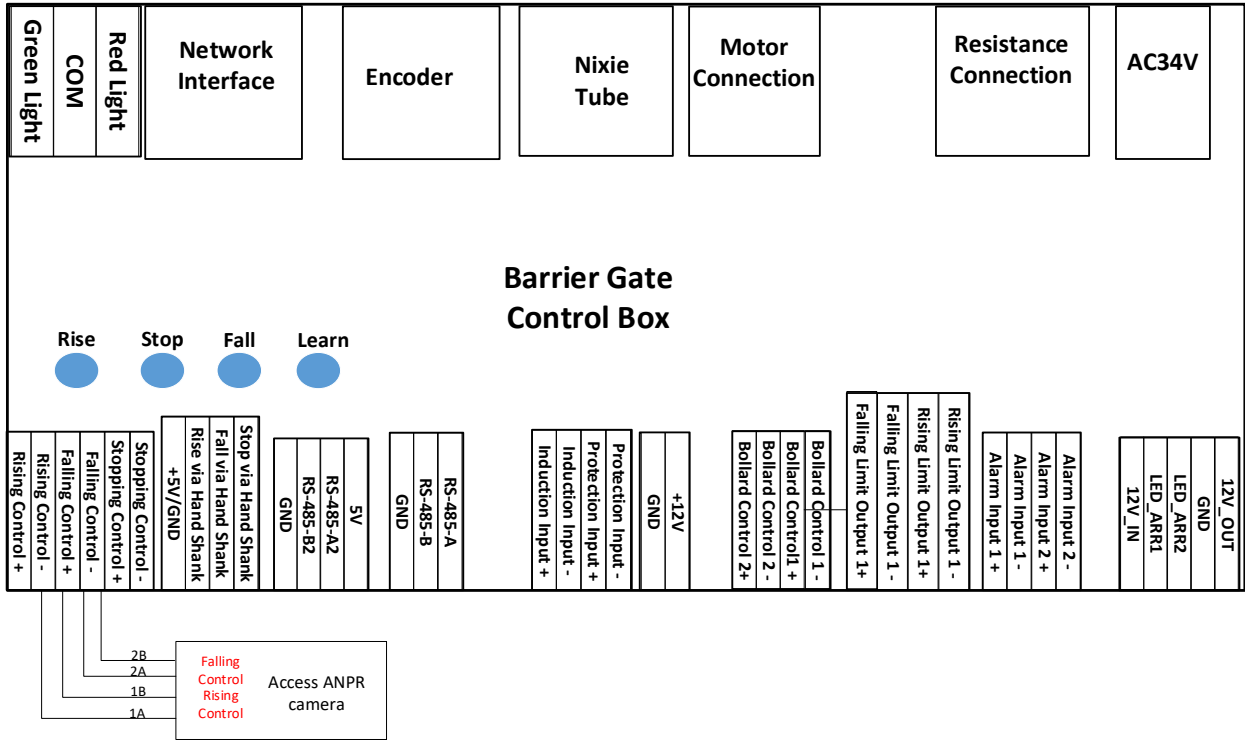 Green Light
COM
Red Light
Network
Interface
Encoder
Nixie
Tube
Motor
Connection
Resistance
Connection
AC34V
Barrier Gate
Control Box
Rise
Stop
Fall
Learn
Rising Control +
Rising Control -
Falling Control +
Falling Control -
Stopping Control +
Stopping Control -
+5V/GND
Rise via Hand Shank
Fall via Hand Shank
Stop via Hand Shank
GND
RS-485-B2
RS-485-A2
5V
GND
RS-485-B
RS-485-A
Induction Input +
Induction Input -
Protection Input +
Protection Input -
GND
+12V
Bollard Control 2+
Bollard Control 2 -
Bollard Control1 +
Bollard Control 1 -
Falling Limit Output 1+
Falling Limit Output 1 -
Rising Limit Output 1+
Rising Limit Output 1 -
Alarm Input 1 +
Alarm Input 1 -
Alarm Input 2 +
Alarm Input 2 -
12V_IN
LED_ARR1
LED_ARR2
GND
12V_OUT
2B
2A
1B
1A
Falling
Control
Rising
Control
Access ANPR
camera